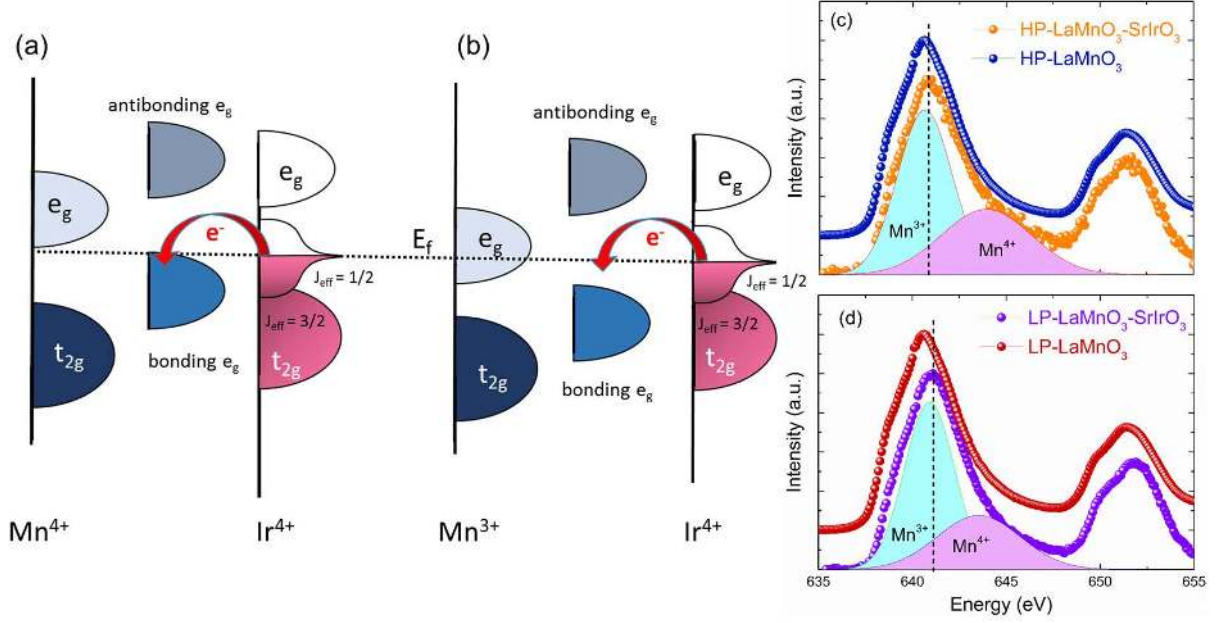 (a)
antibonding e_g
e_g
e_g
e⁻
J_eff = 1/2
J_eff = 3/2
t_2g
t_2g
bonding e_g
Mn⁴⁺
Ir⁴⁺
(b)
antibonding e_g
e_g
E_f
e_g
e⁻
J_eff = 1/2
J_eff = 3/2
t_2g
t_2g
bonding e_g
Mn³⁺
Ir⁴⁺
(c)
HP-LaMnO₃-SrIrO₃
HP-LaMnO₃
Intensity (a.u.)
Mn³⁺
Mn⁴⁺
(d)
LP-LaMnO₃-SrIrO₃
LP-LaMnO₃
Intensity (a.u.)
Mn³⁺
Mn⁴⁺
635 640 645 650 655
Energy (eV)